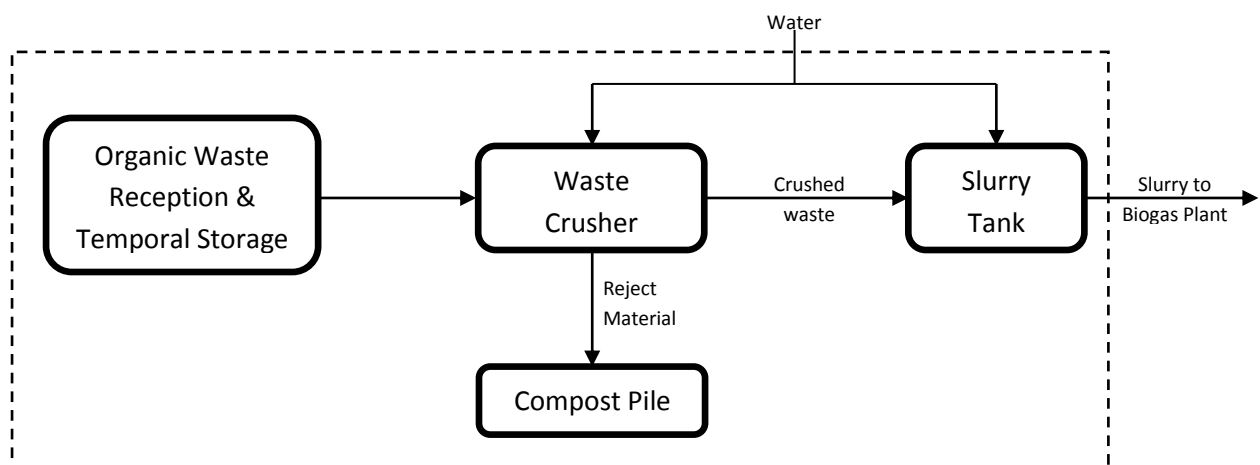 Water
Organic Waste
Reception &
Temporal Storage
Waste
Crusher
Crushed
waste
Slurry
Tank
Slurry to
Biogas Plant
Reject
Material
Compost Pile